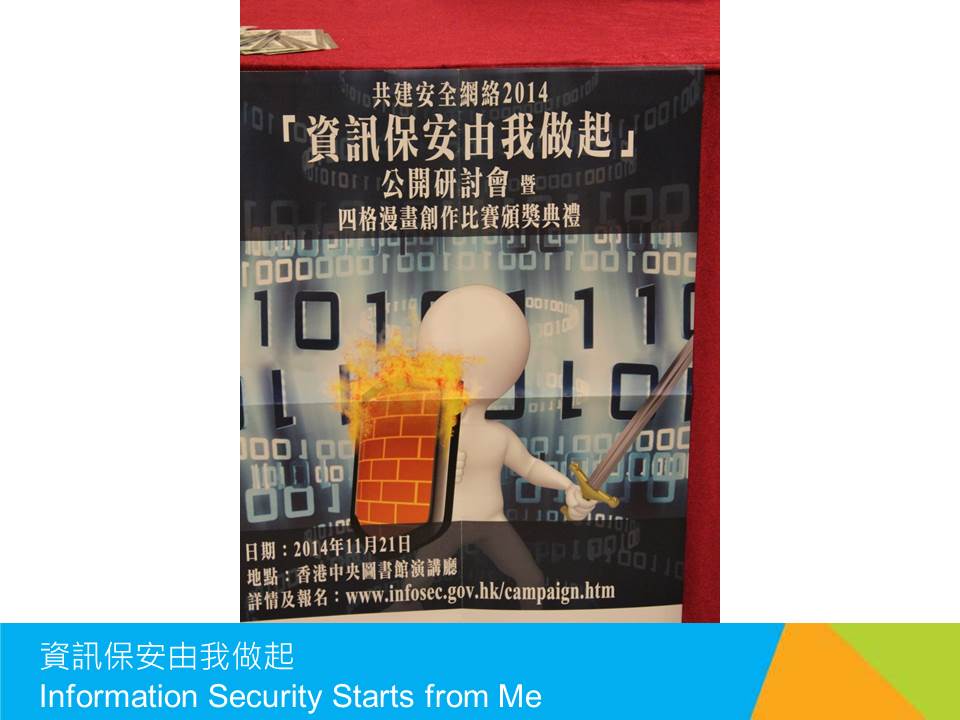 共建安全網絡2014
「資訊保安由我做起」
公開研討會 暨
四格漫畫創作比賽頒獎典禮
日期：2014年11月21日
地點：香港中央圖書館演講廳
詳情及報名：www.infosec.gov.hk/campaign.htm
資訊保安由我做起
Information Security Starts from Me